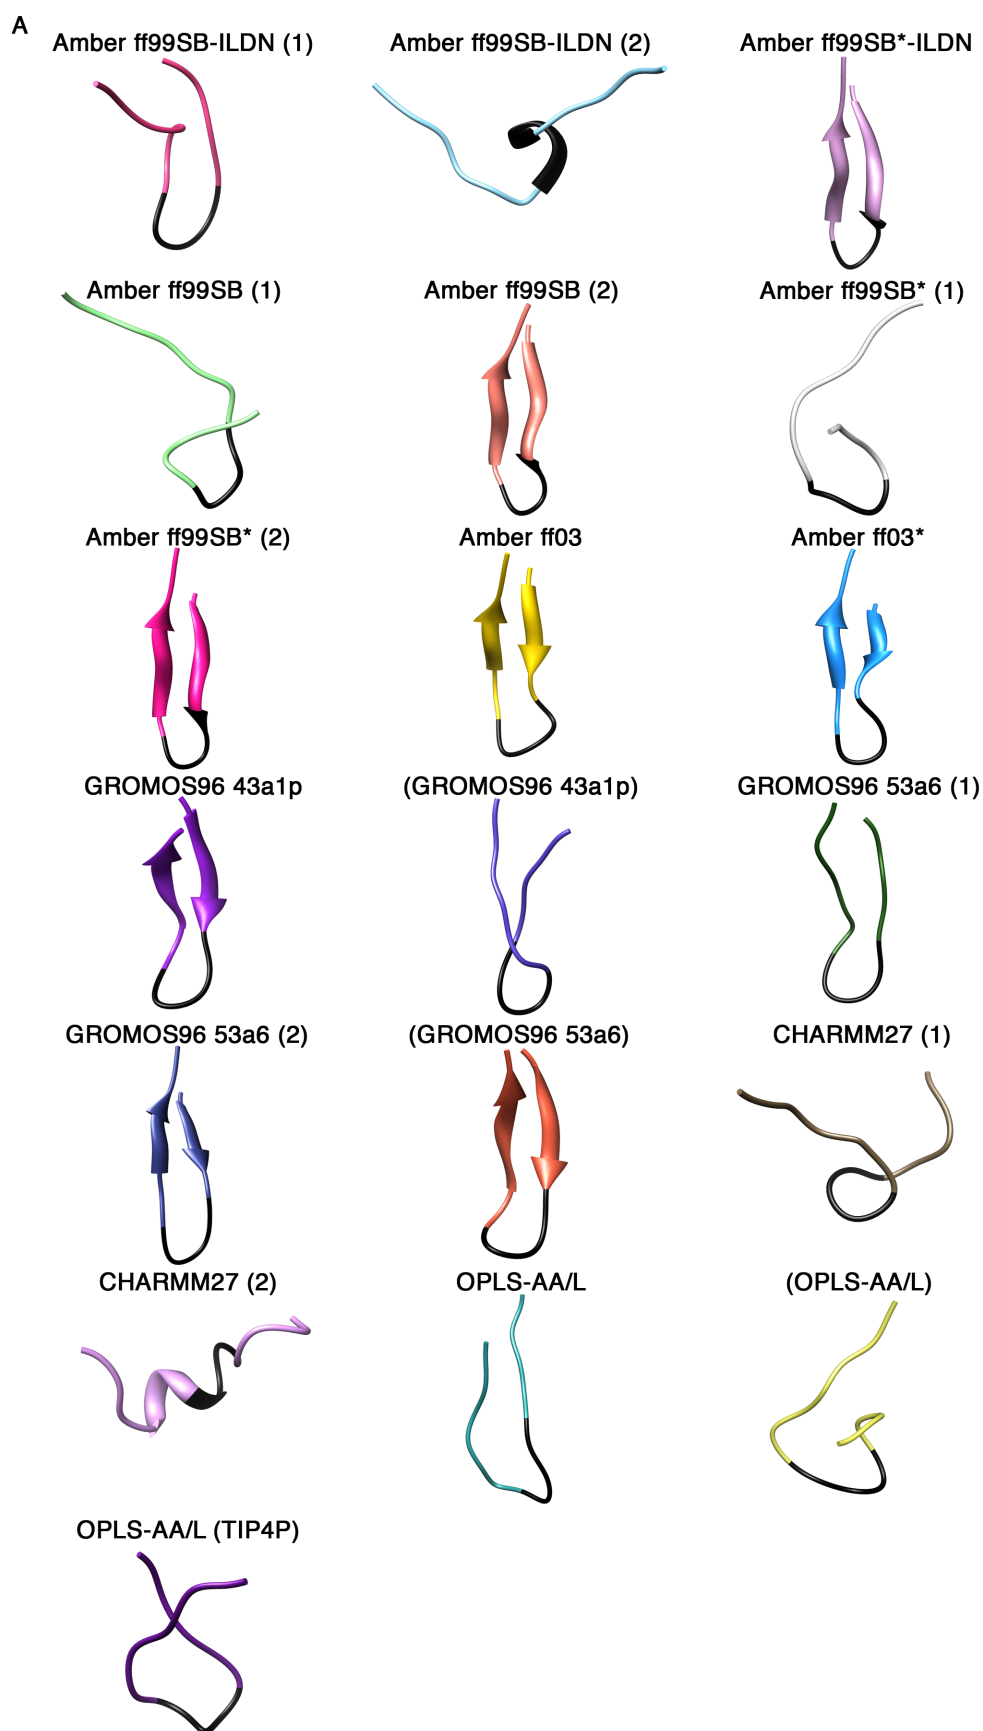 A
Amber ff99SB-ILDN (1)
Amber ff99SB-ILDN (2)
Amber ff99SB*-ILDN
Amber ff99SB (1)
Amber ff99SB (2)
Amber ff99SB* (1)
Amber ff99SB* (2)
Amber ff03
Amber ff03*
GROMOS96 43a1p
(GROMOS96 43a1p)
GROMOS96 53a6 (1)
GROMOS96 53a6 (2)
(GROMOS96 53a6)
CHARMM27 (1)
CHARMM27 (2)
OPLS-AA/L
(OPLS-AA/L)
OPLS-AA/L (TIP4P)